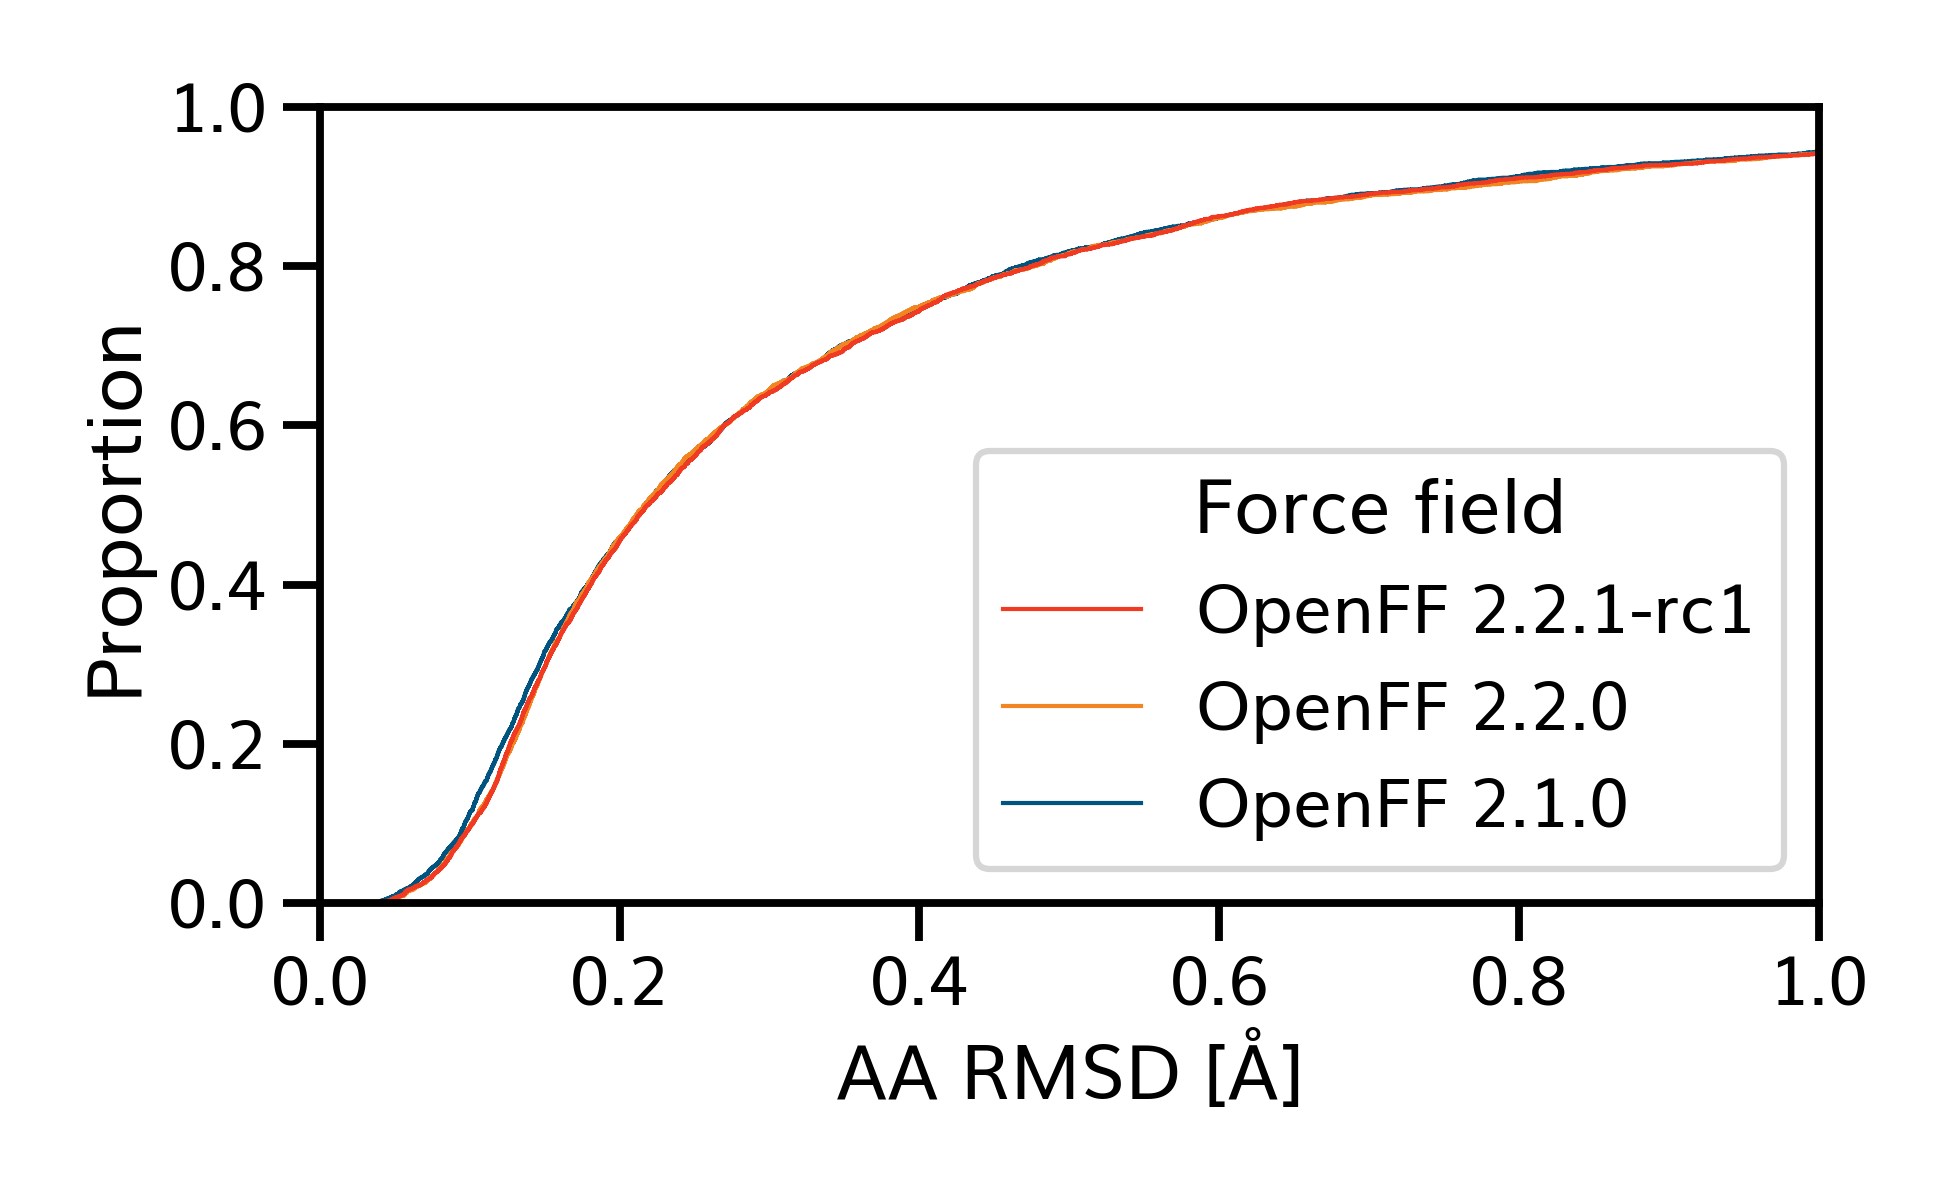 1.0
0.8
0.6
0.4
0.2
0.0
Proportion
0.0 0.2 0.4 0.6 0.8 1.0
AA RMSD [Å]
Force field
OpenFF 2.2.1-rc1
OpenFF 2.2.0
OpenFF 2.1.0